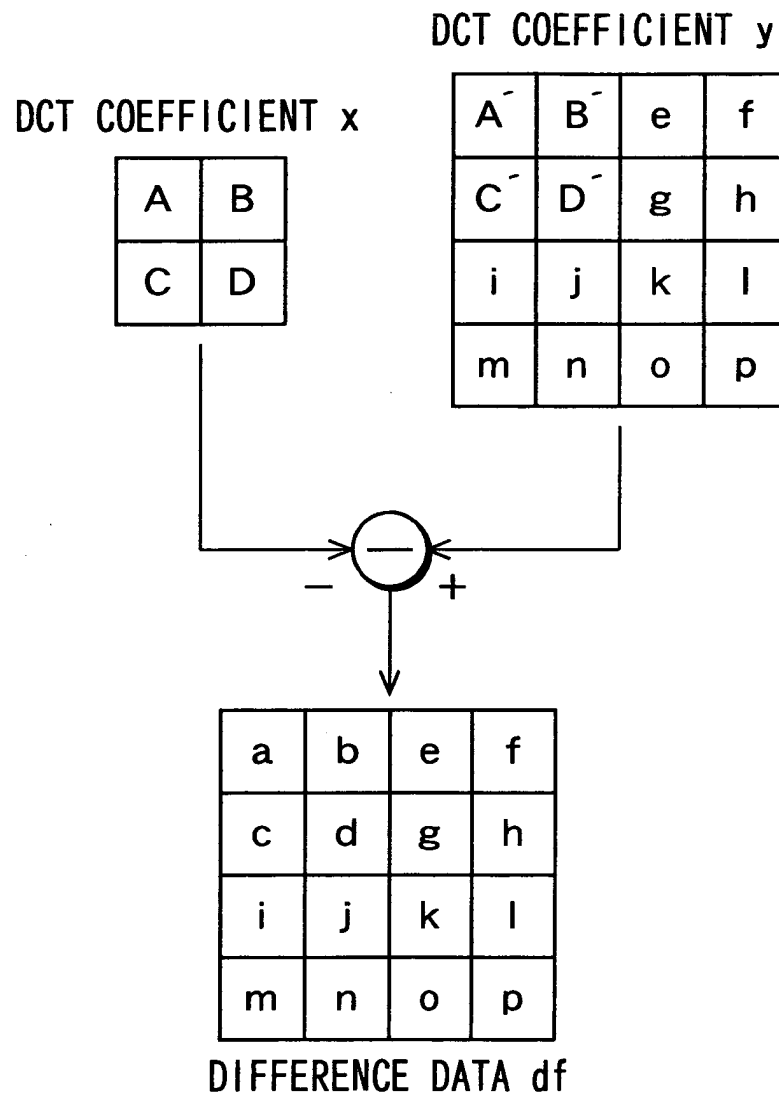 DCT COEFFICIENT y
DCT COEFFICIENT x
A´ B´ e f
C´ D´ g h
i j k l
m n o p
A B
C D
−
− +
a b e f
c d g h
i j k l
m n o p
DIFFERENCE DATA df